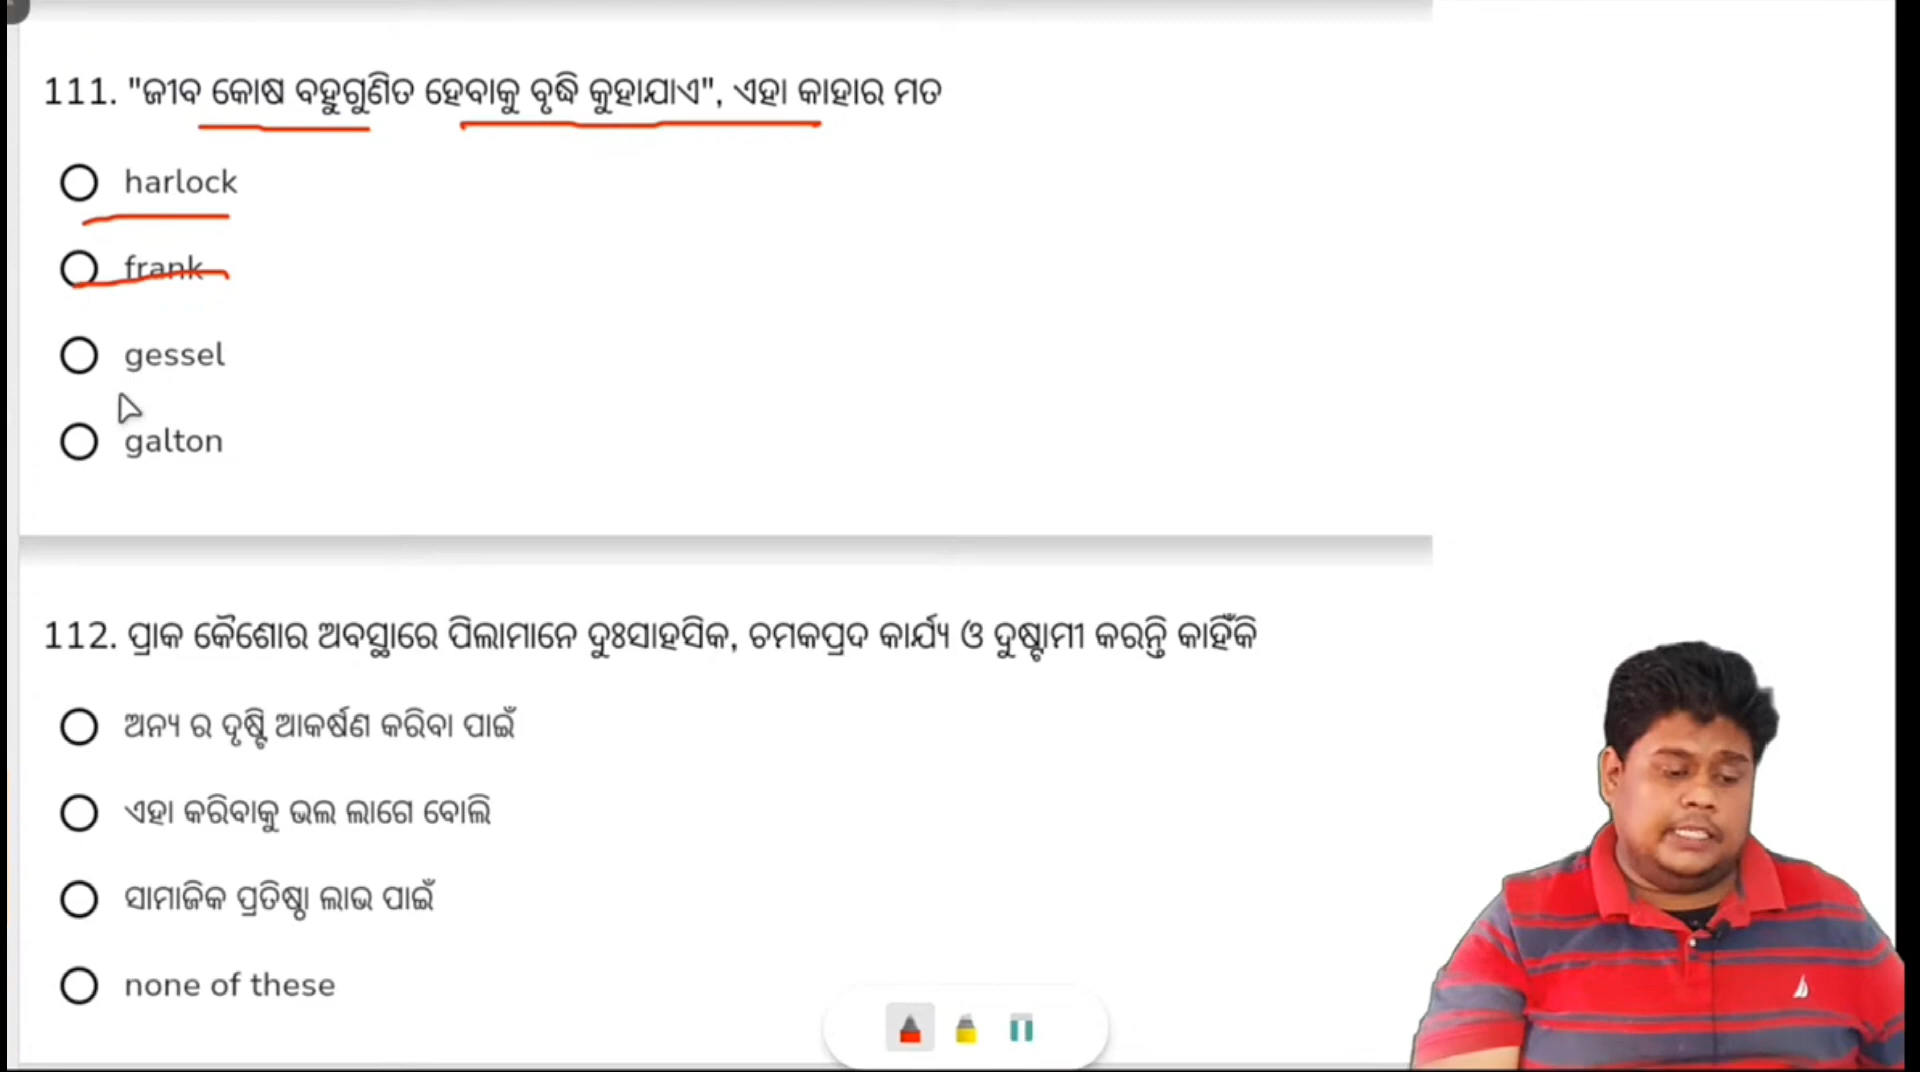 111. "ଜୀବ କୋଷ ବହୁଗୁଣିତ ହେବାକୁ ବୃଦ୍ଧି କୁହାଯାଏ", ଏହା କାହାର ମତ
harlock
frank
gessel
galton
112. ପ୍ରାକ କୈଶୋର ଅବସ୍ଥାରେ ପିଲାମାନେ ଦୁଃସାହସିକ, ଚମକପ୍ରଦ କାର୍ଯ୍ୟ ଓ ଦୁଷ୍ଟାମୀ କରନ୍ତି କାହିଁକି
ଅନ୍ୟ ର ଦୃଷ୍ଟି ଆକର୍ଷଣ କରିବା ପାଇଁ
ଏହା କରିବାକୁ ଭଲ ଲାଗେ ବୋଲି
ସାମାଜିକ ପ୍ରତିଷ୍ଠା ଲାଭ ପାଇଁ
none of these